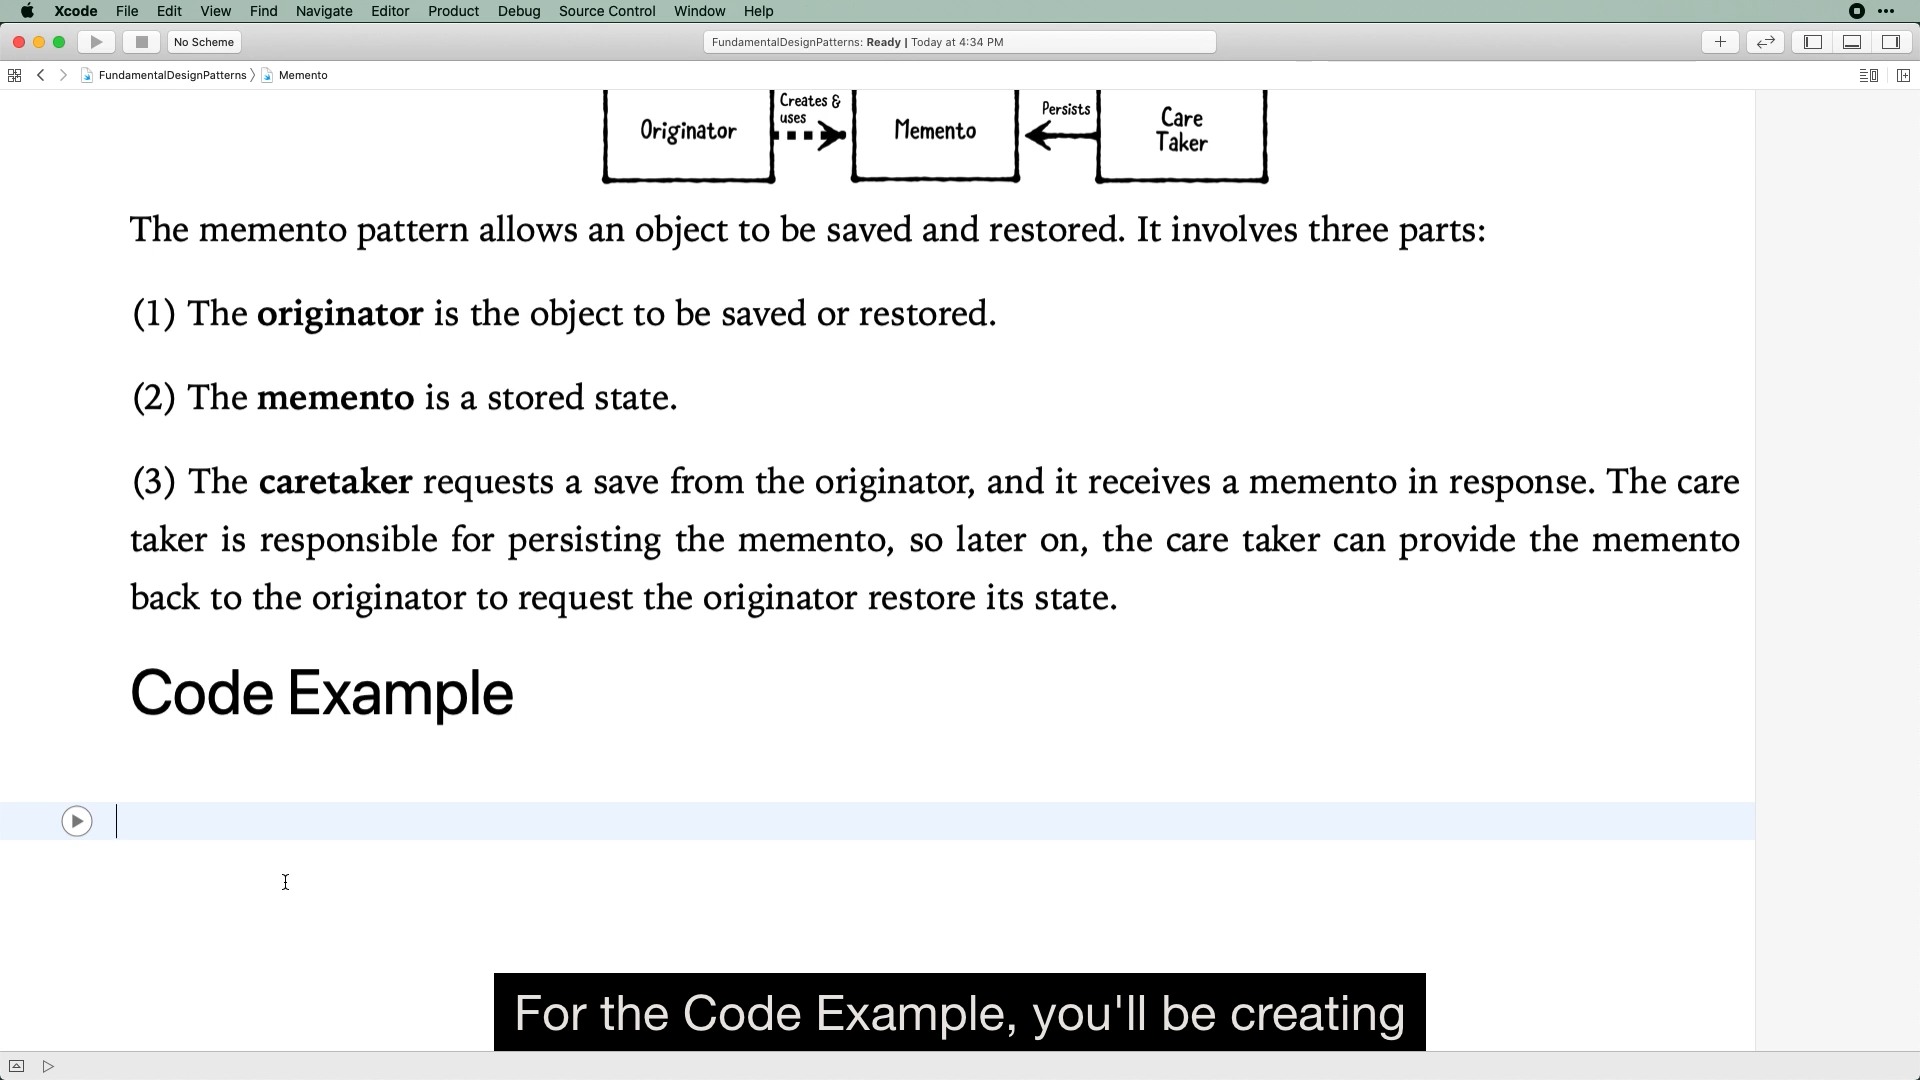 Xcode File Edit View Find Navigate Editor Product Debug Source Control Window Help
No Scheme
FundamentalDesignPatterns: Ready | Today at 4:34 PM
FundamentalDesignPatterns Memento
Originator
Creates &
uses
Memento
Persists
Care
Taker
The memento pattern allows an object to be saved and restored. It involves three parts:
(1) The originator is the object to be saved or restored.
(2) The memento is a stored state.
(3) The caretaker requests a save from the originator, and it receives a memento in response. The care
taker is responsible for persisting the memento, so later on, the care taker can provide the memento
back to the originator to request the originator restore its state.
Code Example
For the Code Example, you'll be creating